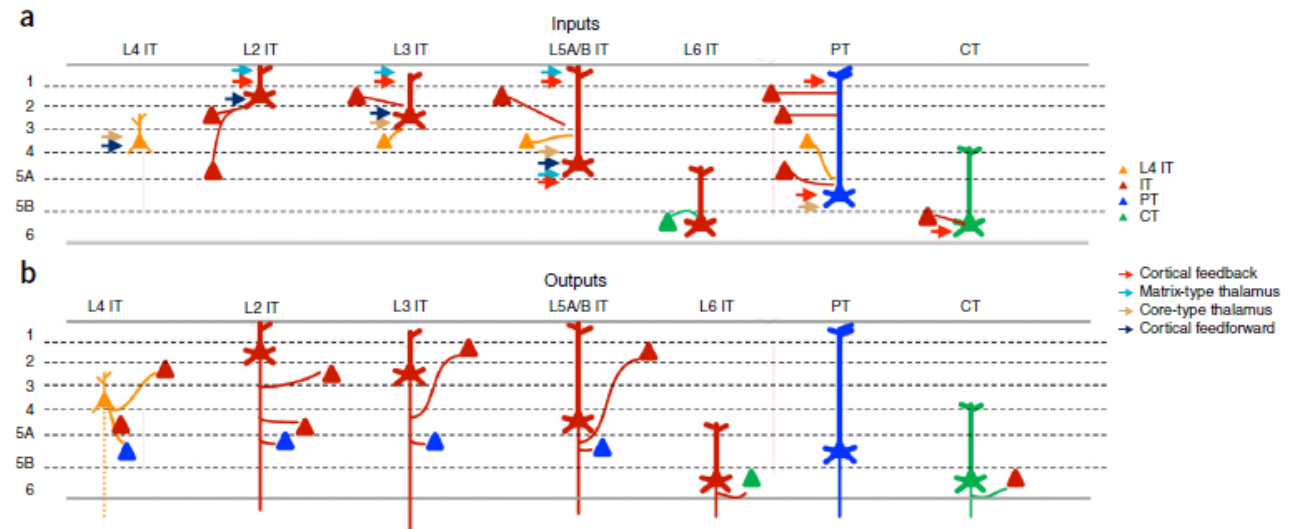 a
Inputs
L4 IT L2 IT L3 IT L5A/B IT L6 IT PT CT
1
2
3
4
5A
5B
6
L4 IT
IT
PT
CT
b
Outputs
L4 IT L2 IT L3 IT L5A/B IT L6 IT PT CT
1
2
3
4
5A
5B
6
Cortical feedback
Matrix-type thalamus
Core-type thalamus
Cortical feedforward